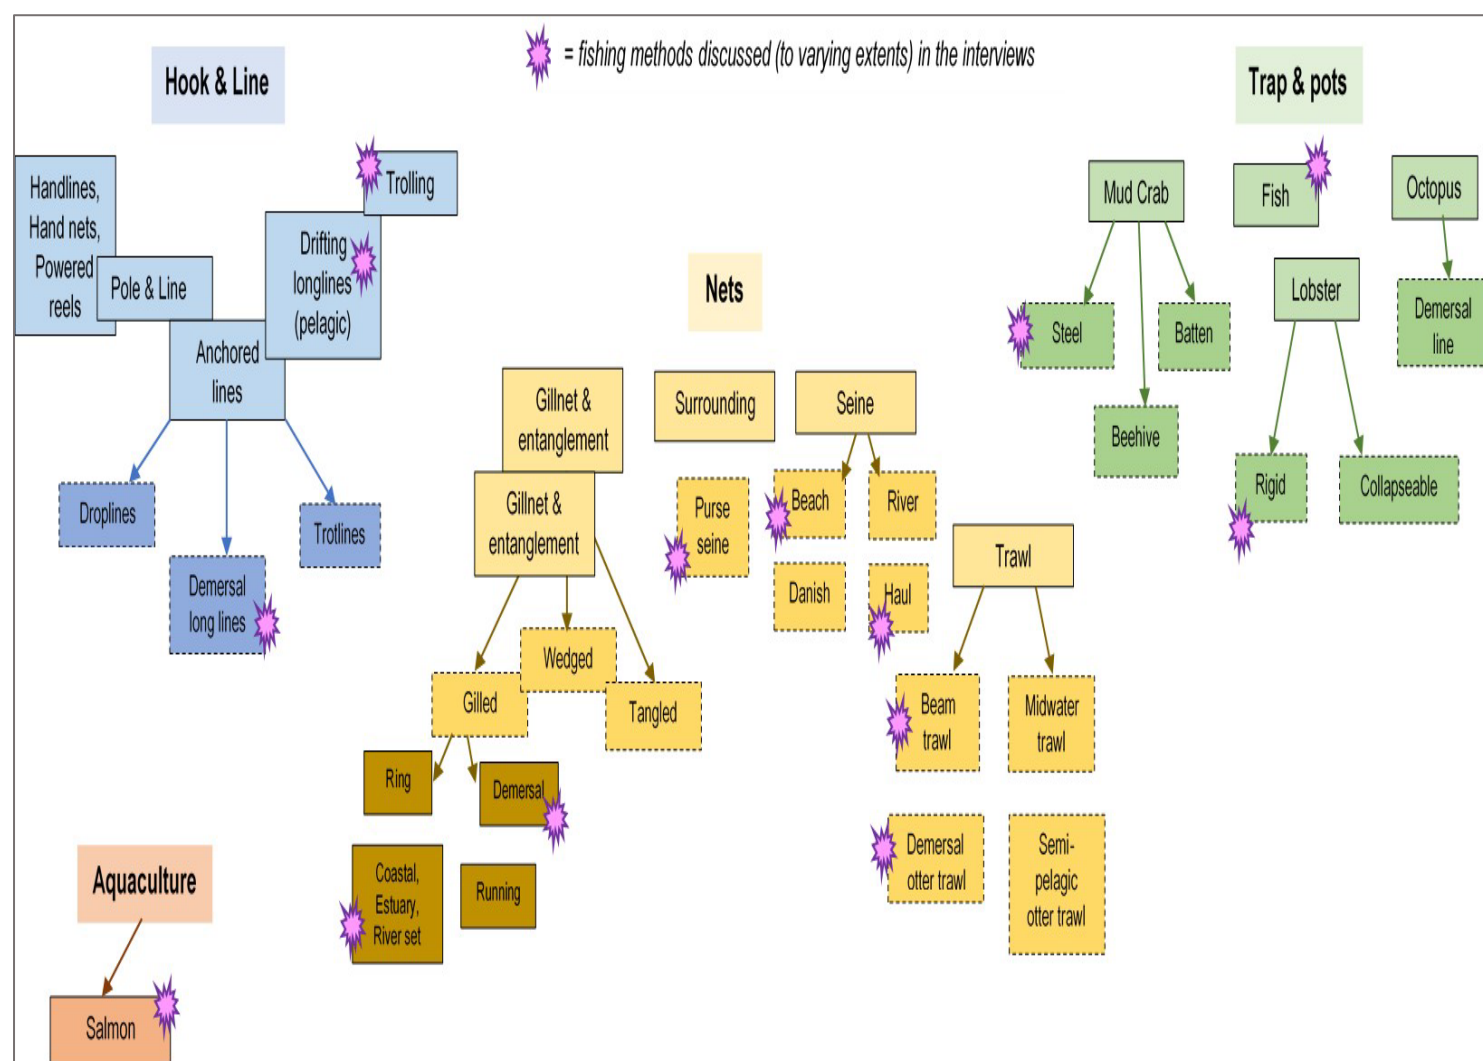 = fishing methods discussed (to varying extents) in the interviews
Hook & Line
Trap & pots
Handlines,
Hand nets,
Powered
reels
Pole & Line
Trolling
Drifting
longlines
(pelagic)
Anchored
lines
Droplines
Demersal
long lines
Trotlines
Nets
Gillnet &
entanglement
Gillnet &
entanglement
Surrounding
Seine
Purse
seine
Beach
River
Danish
Haul
Trawl
Wedged
Gilled
Tangled
Ring
Demersal
Coastal,
Estuary,
River set
Running
Beam
trawl
Midwater
trawl
Demersal
otter trawl
Semi-
pelagic
otter trawl
Mud Crab
Fish
Octopus
Steel
Batten
Beehive
Lobster
Demersal
line
Rigid
Collapseable
Aquaculture
Salmon